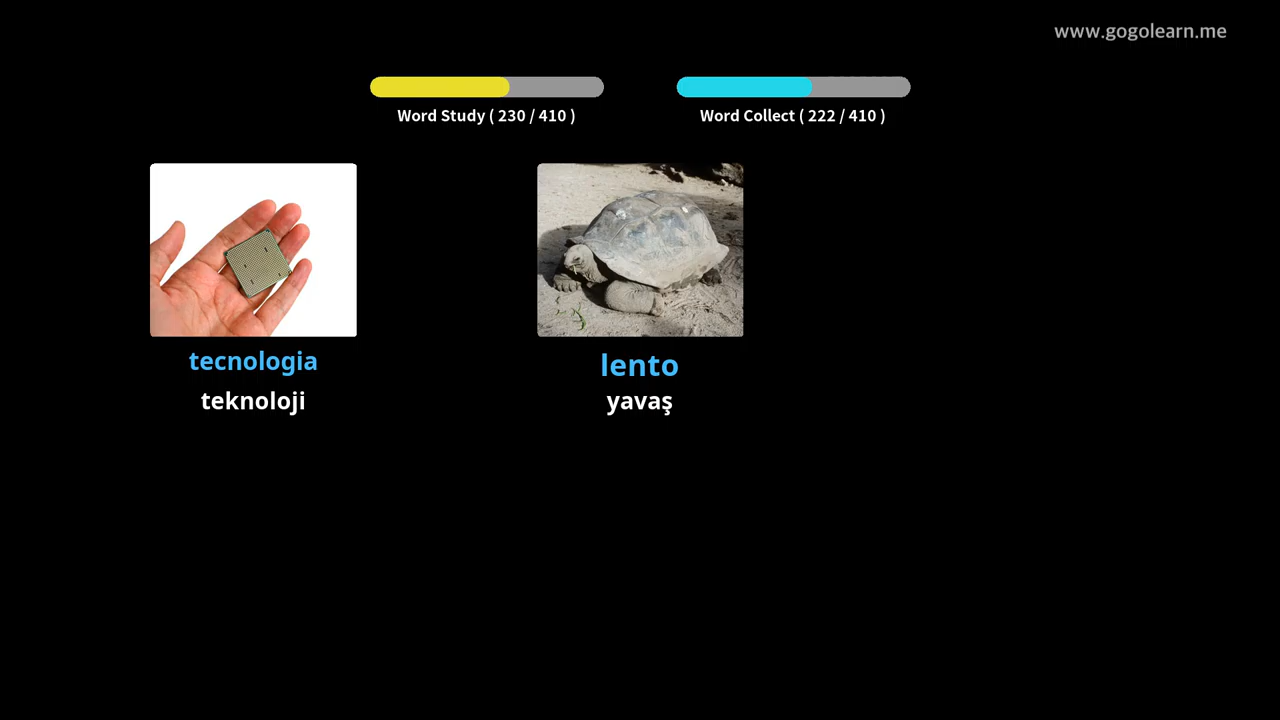 www.gogolearn.me
Word Study ( 230 / 410 )
Word Collect ( 222 / 410 )
tecnologia
teknoloji
lento
yavaş